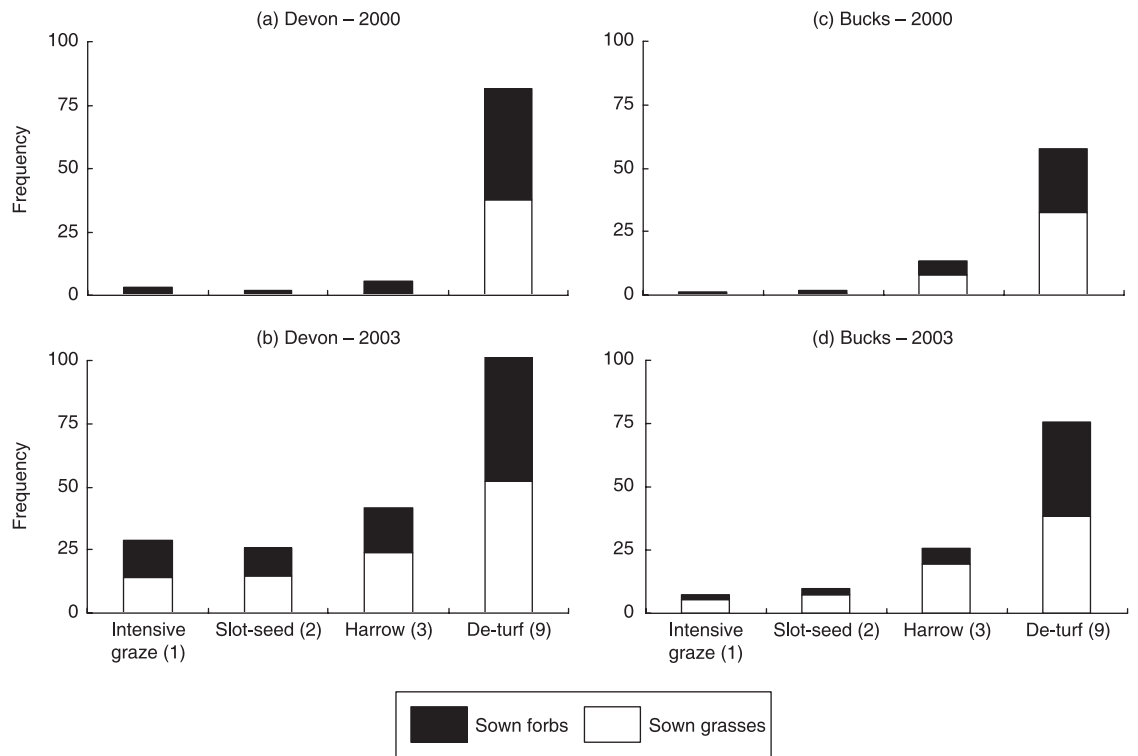 (a) Devon – 2000
100
75
50
25
0
Frequency
(c) Bucks – 2000
100
75
50
25
0
(b) Devon – 2003
100
75
50
25
0
Frequency
Intensive
graze (1)
Slot-seed (2)
Harrow (3)
De-turf (9)
(d) Bucks – 2003
100
75
50
25
0
Intensive
graze (1)
Slot-seed (2)
Harrow (3)
De-turf (9)
Sown forbs
Sown grasses